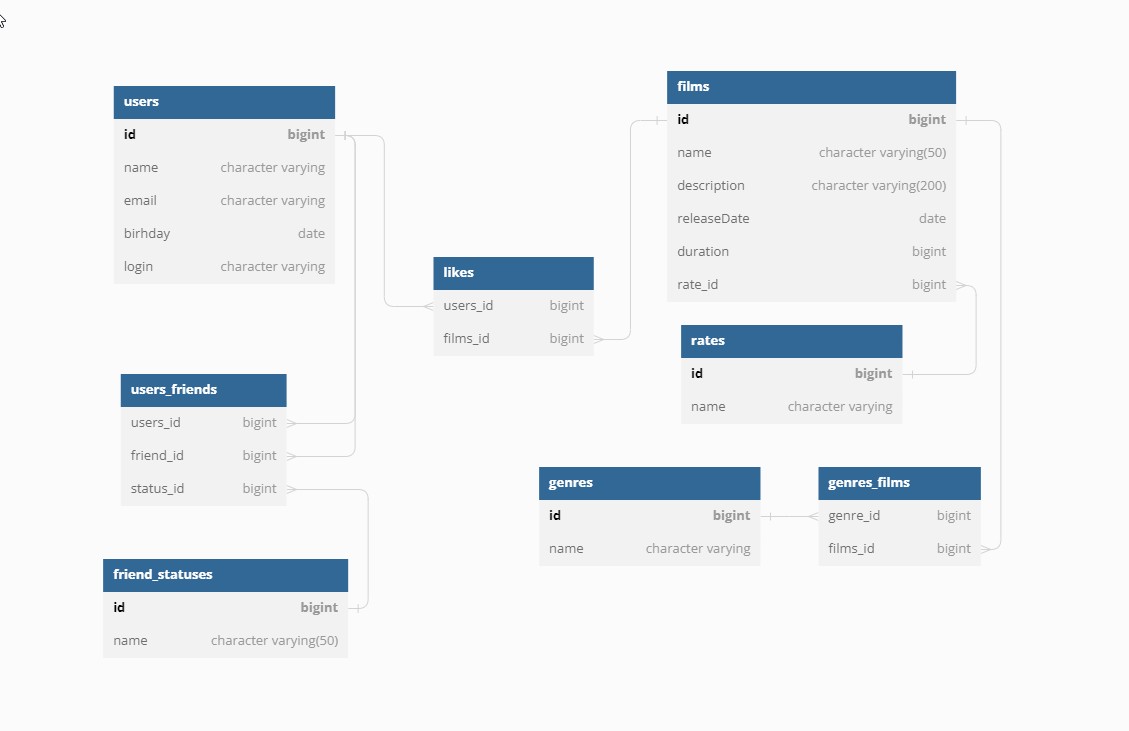 users
id bigint
name character varying
email character varying
birhday date
login character varying
films
id bigint
name character varying(50)
description character varying(200)
releaseDate date
duration bigint
rate_id bigint
likes
users_id bigint
films_id bigint
rates
id bigint
name character varying
users_friends
users_id bigint
friend_id bigint
status_id bigint
genres
id bigint
name character varying
genres_films
genre_id bigint
films_id bigint
friend_statuses
id bigint
name character varying(50)